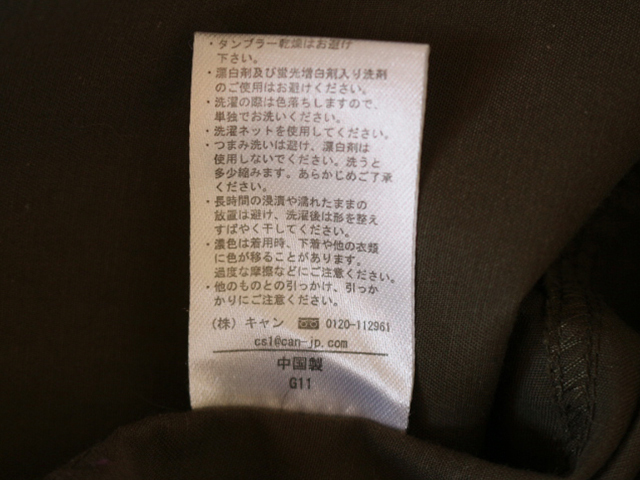 ・タンブラー乾燥はお避け
下さい。
・漂白剤及び蛍光増白剤入り洗剤
のご使用はお避けください。
・洗濯の際は色落ちしますので、
単独でお洗いください。
・洗濯ネットを使用してください。
・つまみ洗いは避け、漂白剤は
使用しないでください。洗うと
多少縮みます。あらかじめご了承
ください。
・長時間の浸漬や濡れたままの
放置は避け、洗濯後は形を整え
すばやく干してください。
・濃色は着用時、下着や他の衣類
に色が移ることがあります。
過度な摩擦などにご注意ください。
・他のものとの引っかけ、引っか
かりにご注意ください。
(株) キャン 0120-112961
cs1@can-jp.com
中国製
G11